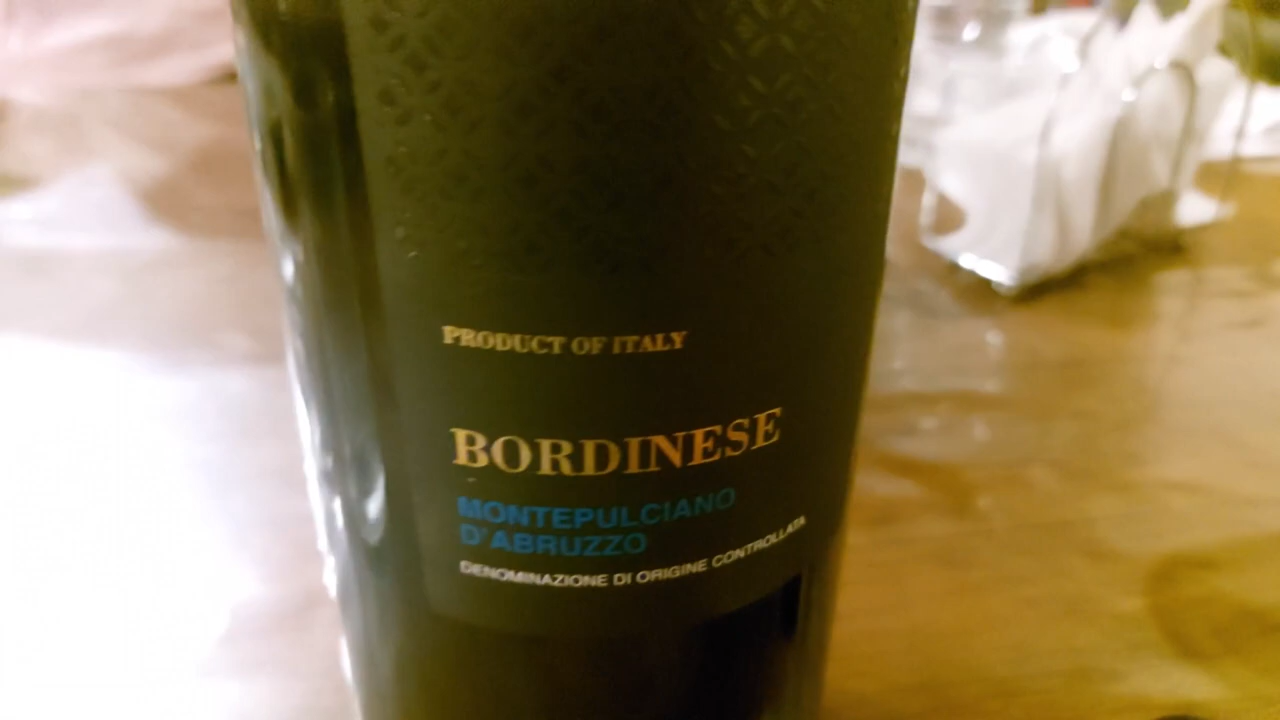 PRODUCT OF ITALY
BORDINESE
MONTEPULCIANO
D'ABRUZZO
DENOMINAZIONE DI ORIGINE CONTROLLATA